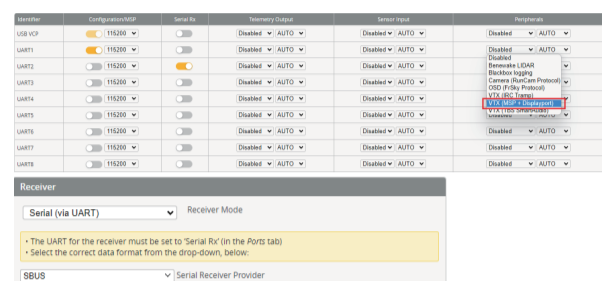 Identifier Configuration/MSP Serial Rx Telemetry Output Sensor Input Peripherals
USB VCP 115200 Disabled AUTO Disabled AUTO Disabled AUTO
UART1 115200 Disabled AUTO Disabled AUTO Disabled AUTO
Disabled
Benewake LIDAR
Blackbox logging
Camera (RunCam Protocol)
OSD (FrSky Protocol)
VTX (IRC Tramp)
VTX (MSP + Displayport)
VTX (TBS SmartAudio)
UART2 115200 Disabled AUTO Disabled AUTO
UART3 115200 Disabled AUTO Disabled AUTO
UART4 115200 Disabled AUTO Disabled AUTO
UART5 115200 Disabled AUTO Disabled AUTO Disabled AUTO
UART6 115200 Disabled AUTO Disabled AUTO Disabled AUTO
UART7 115200 Disabled AUTO Disabled AUTO Disabled AUTO
UART8 115200 Disabled AUTO Disabled AUTO Disabled AUTO
Receiver
Serial (via UART) Receiver Mode
• The UART for the receiver must be set to 'Serial Rx' (in the Ports tab)
• Select the correct data format from the drop-down, below:
SBUS Serial Receiver Provider